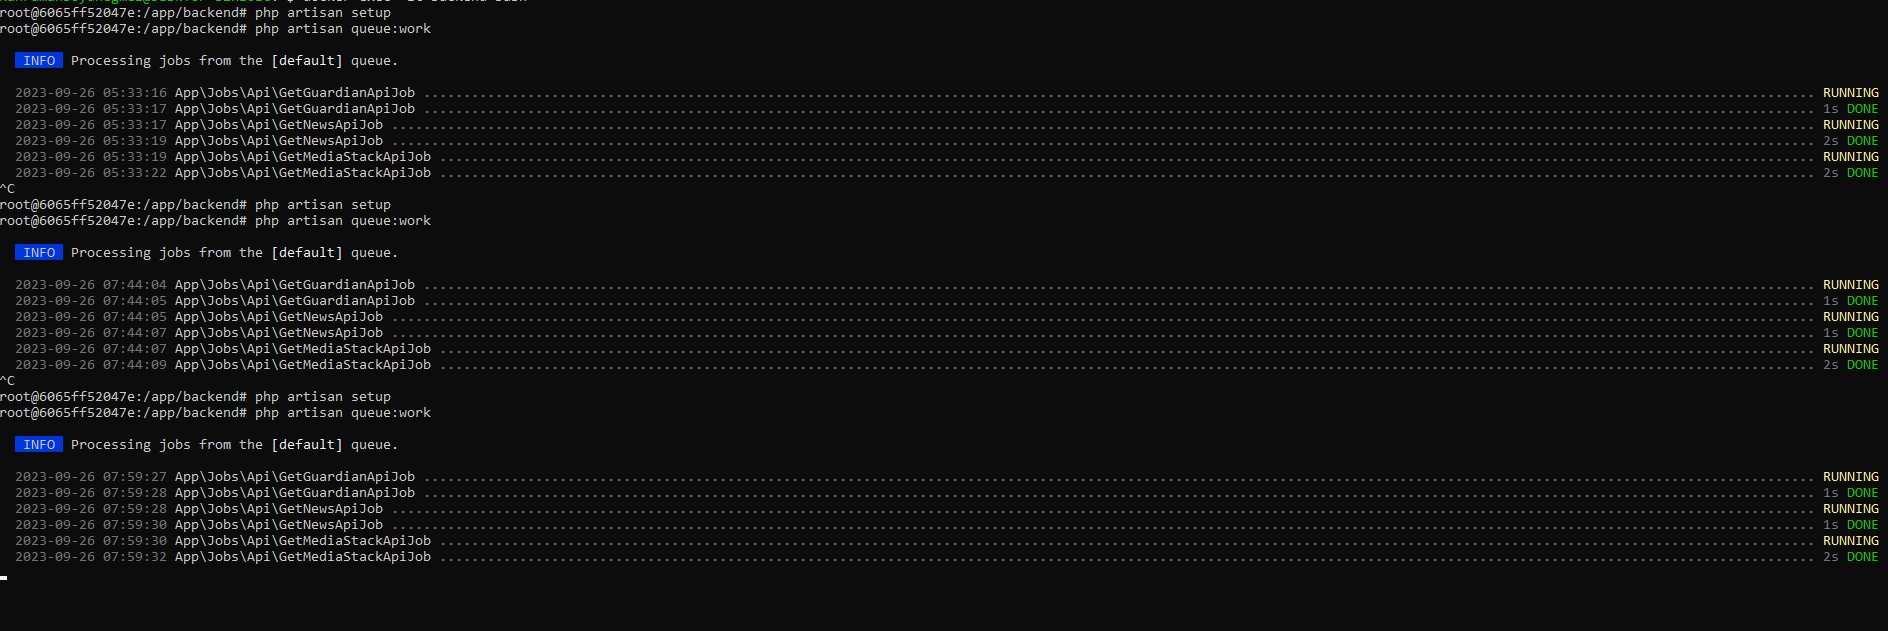 root@6065ff52047e:/app/backend# php artisan setup
root@6065ff52047e:/app/backend# php artisan queue:work
INFO Processing jobs from the [default] queue.
2023-09-26 05:33:16 App\Jobs\Api\GetGuardianApiJob ........ RUNNING
2023-09-26 05:33:17 App\Jobs\Api\GetGuardianApiJob ........ 1s DONE
2023-09-26 05:33:17 App\Jobs\Api\GetNewsApiJob ........ RUNNING
2023-09-26 05:33:19 App\Jobs\Api\GetNewsApiJob ........ 2s DONE
2023-09-26 05:33:19 App\Jobs\Api\GetMediaStackApiJob ........ RUNNING
2023-09-26 05:33:22 App\Jobs\Api\GetMediaStackApiJob ........ 2s DONE
^C
root@6065ff52047e:/app/backend# php artisan setup
root@6065ff52047e:/app/backend# php artisan queue:work
INFO Processing jobs from the [default] queue.
2023-09-26 07:44:04 App\Jobs\Api\GetGuardianApiJob ........ RUNNING
2023-09-26 07:44:05 App\Jobs\Api\GetGuardianApiJob ........ 1s DONE
2023-09-26 07:44:05 App\Jobs\Api\GetNewsApiJob ........ RUNNING
2023-09-26 07:44:07 App\Jobs\Api\GetNewsApiJob ........ 1s DONE
2023-09-26 07:44:07 App\Jobs\Api\GetMediaStackApiJob ........ RUNNING
2023-09-26 07:44:09 App\Jobs\Api\GetMediaStackApiJob ........ 2s DONE
^C
root@6065ff52047e:/app/backend# php artisan setup
root@6065ff52047e:/app/backend# php artisan queue:work
INFO Processing jobs from the [default] queue.
2023-09-26 07:59:27 App\Jobs\Api\GetGuardianApiJob ........ RUNNING
2023-09-26 07:59:28 App\Jobs\Api\GetGuardianApiJob ........ 1s DONE
2023-09-26 07:59:28 App\Jobs\Api\GetNewsApiJob ........ RUNNING
2023-09-26 07:59:30 App\Jobs\Api\GetNewsApiJob ........ 1s DONE
2023-09-26 07:59:30 App\Jobs\Api\GetMediaStackApiJob ........ RUNNING
2023-09-26 07:59:32 App\Jobs\Api\GetMediaStackApiJob ........ 2s DONE